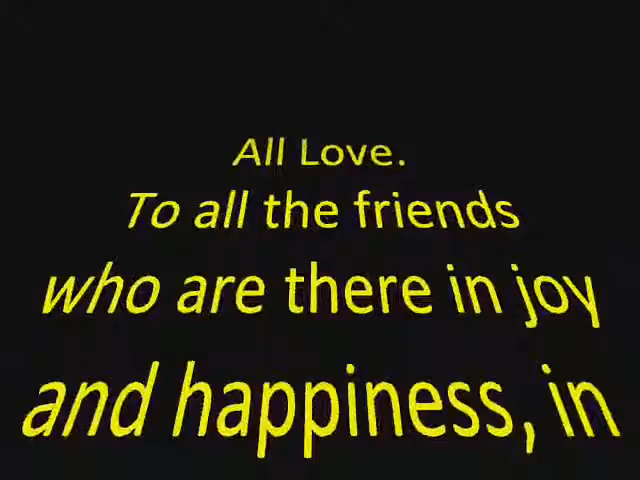 All Love.
To all the friends
who are there in joy
and happiness, in